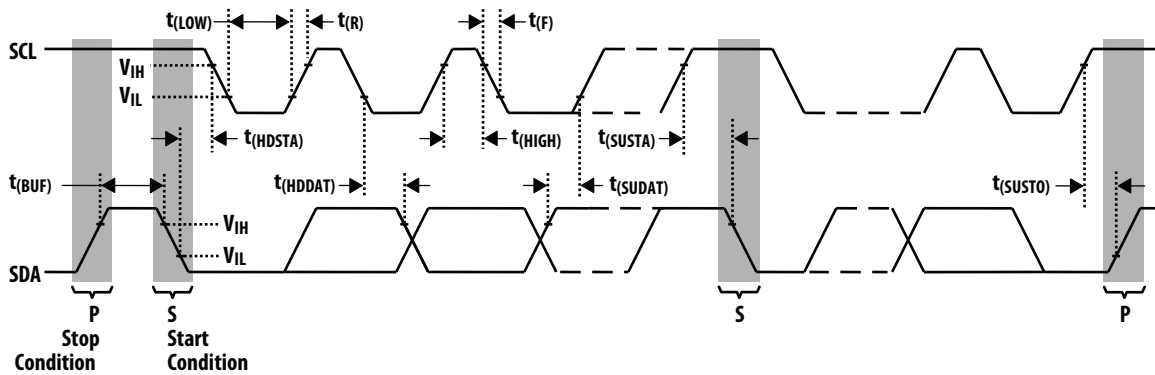 t(LOW)
t(R)
t(F)
SCL
VIH
VIL
t(HDSTA)
t(HIGH)
t(SUSTA)
t(BUF)
t(HDDAT)
t(SUDAT)
t(SUSTO)
VIH
VIL
SDA
P
Stop
Condition
S
Start
Condition
S
P